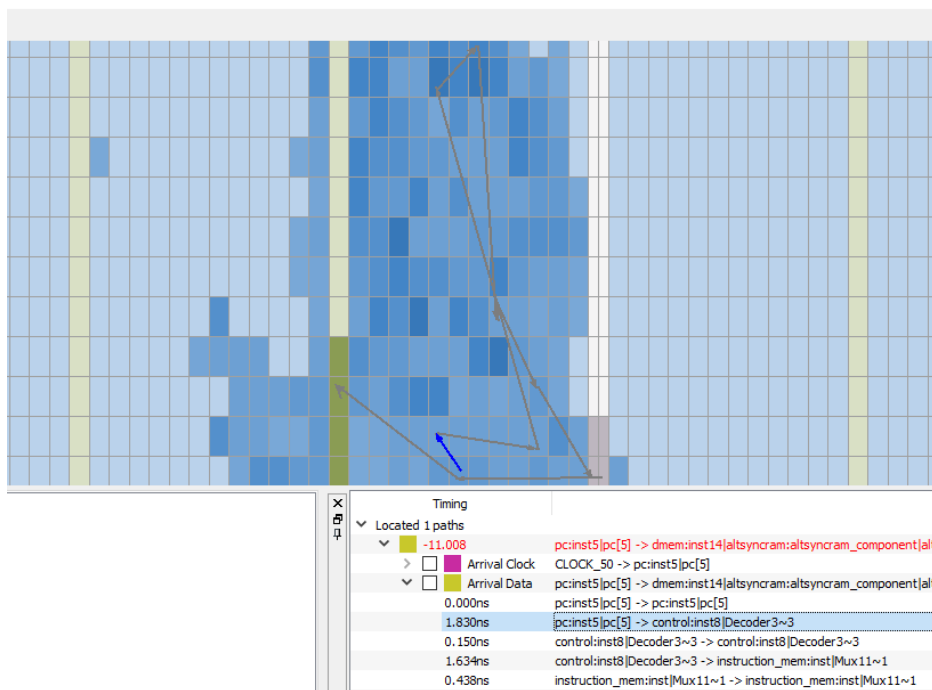 Timing
Located 1 paths
-11.008 pc:inst5|pc[5] -> dmem:inst14|altsyncram:altsyncram_component|al
Arrival Clock CLOCK_50 -> pc:inst5|pc[5]
Arrival Data pc:inst5|pc[5] -> dmem:inst14|altsyncram:altsyncram_component|al
0.000ns pc:inst5|pc[5] -> pc:inst5|pc[5]
1.830ns pc:inst5|pc[5] -> control:inst8|Decoder3~3
0.150ns control:inst8|Decoder3~3 -> control:inst8|Decoder3~3
1.634ns control:inst8|Decoder3~3 -> instruction_mem:inst|Mux11~1
0.438ns instruction_mem:inst|Mux11~1 -> instruction_mem:inst|Mux11~1